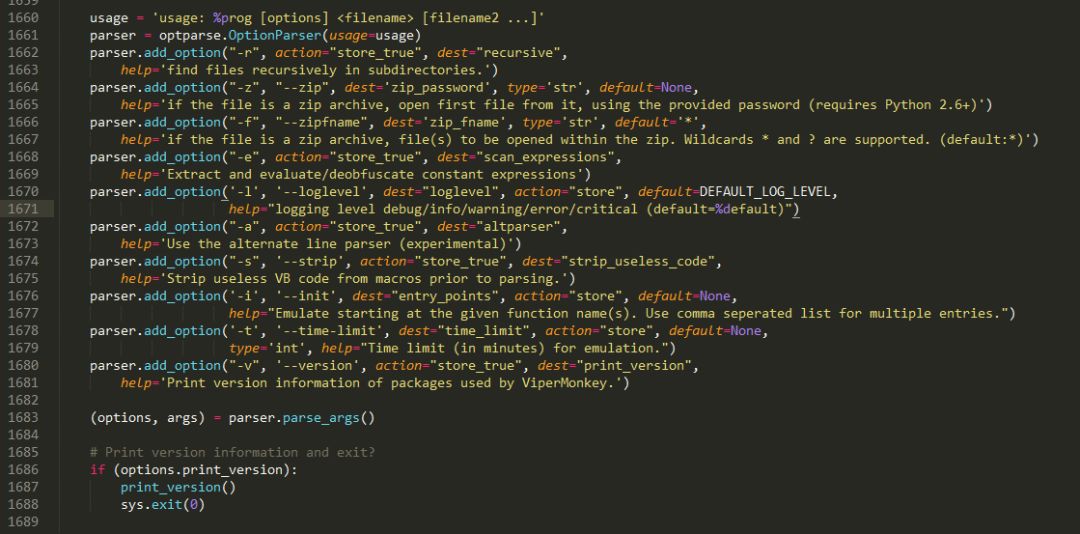 1660 usage = 'usage: %prog [options] <filename> [filename2 ...]'
1661 parser = optparse.OptionParser(usage=usage)
1662 parser.add_option("-r", action="store_true", dest="recursive",
1663 help='find files recursively in subdirectories.')
1664 parser.add_option("-z", "--zip", dest='zip_password', type='str', default=None,
1665 help='if the file is a zip archive, open first file from it, using the provided password (requires Python 2.6+)')
1666 parser.add_option("-f", "--zipfname", dest='zip_fname', type='str', default='*',
1667 help='if the file is a zip archive, file(s) to be opened within the zip. Wildcards * and ? are supported. (default:*)')
1668 parser.add_option("-e", action="store_true", dest="scan_expressions",
1669 help='Extract and evaluate/deobfuscate constant expressions')
1670 parser.add_option('-l', '--loglevel', dest="loglevel", action="store", default=DEFAULT_LOG_LEVEL,
1671 help="logging level debug/info/warning/error/critical (default=%default)")
1672 parser.add_option("-a", action="store_true", dest="altparser",
1673 help='Use the alternate line parser (experimental)')
1674 parser.add_option("-s", '--strip', action="store_true", dest="strip_useless_code",
1675 help='Strip useless VB code from macros prior to parsing.')
1676 parser.add_option('-i', '--init', dest="entry_points", action="store", default=None,
1677 help="Emulate starting at the given function name(s). Use comma seperated list for multiple entries.")
1678 parser.add_option('-t', '--time-limit', dest="time_limit", action="store", default=None,
1679 type='int', help="Time limit (in minutes) for emulation.")
1680 parser.add_option("-v", '--version', action="store_true", dest="print_version",
1681 help='Print version information of packages used by ViperMonkey.')
1682
1683 (options, args) = parser.parse_args()
1684
1685 # Print version information and exit?
1686 if (options.print_version):
1687 print_version()
1688 sys.exit(0)
1689